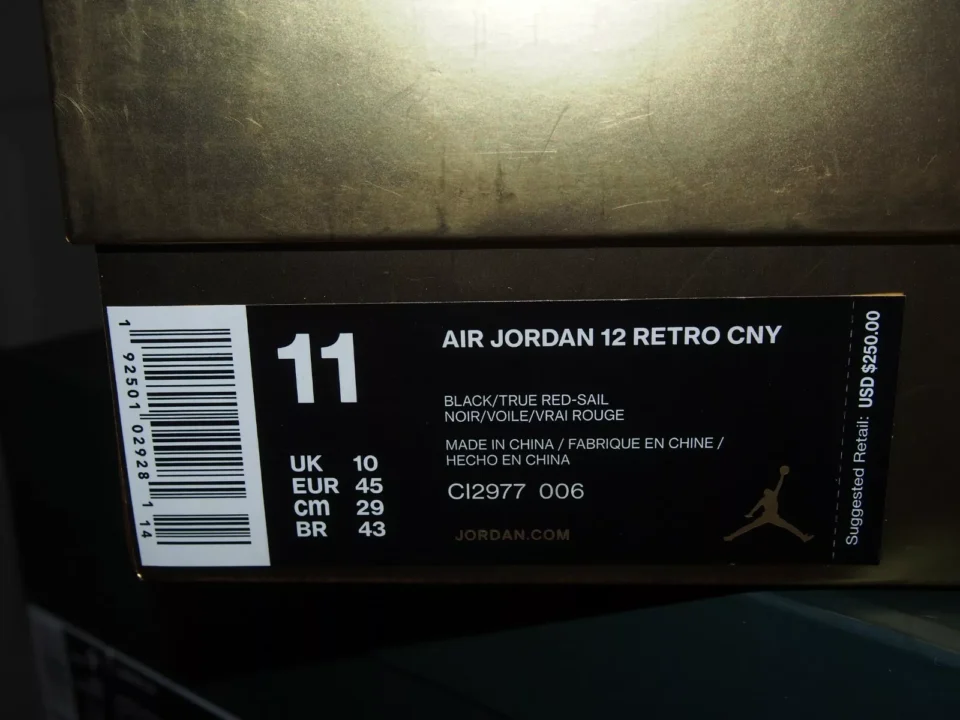 1 92501 02928 1 14
11
UK 10
EUR 45
cm 29
BR 43
AIR JORDAN 12 RETRO CNY
BLACK/TRUE RED-SAIL
NOIR/VOILE/VRAI ROUGE
MADE IN CHINA / FABRIQUE EN CHINE /
HECHO EN CHINA
CI2977 006
JORDAN.COM
Suggested Retail: USD $250.00